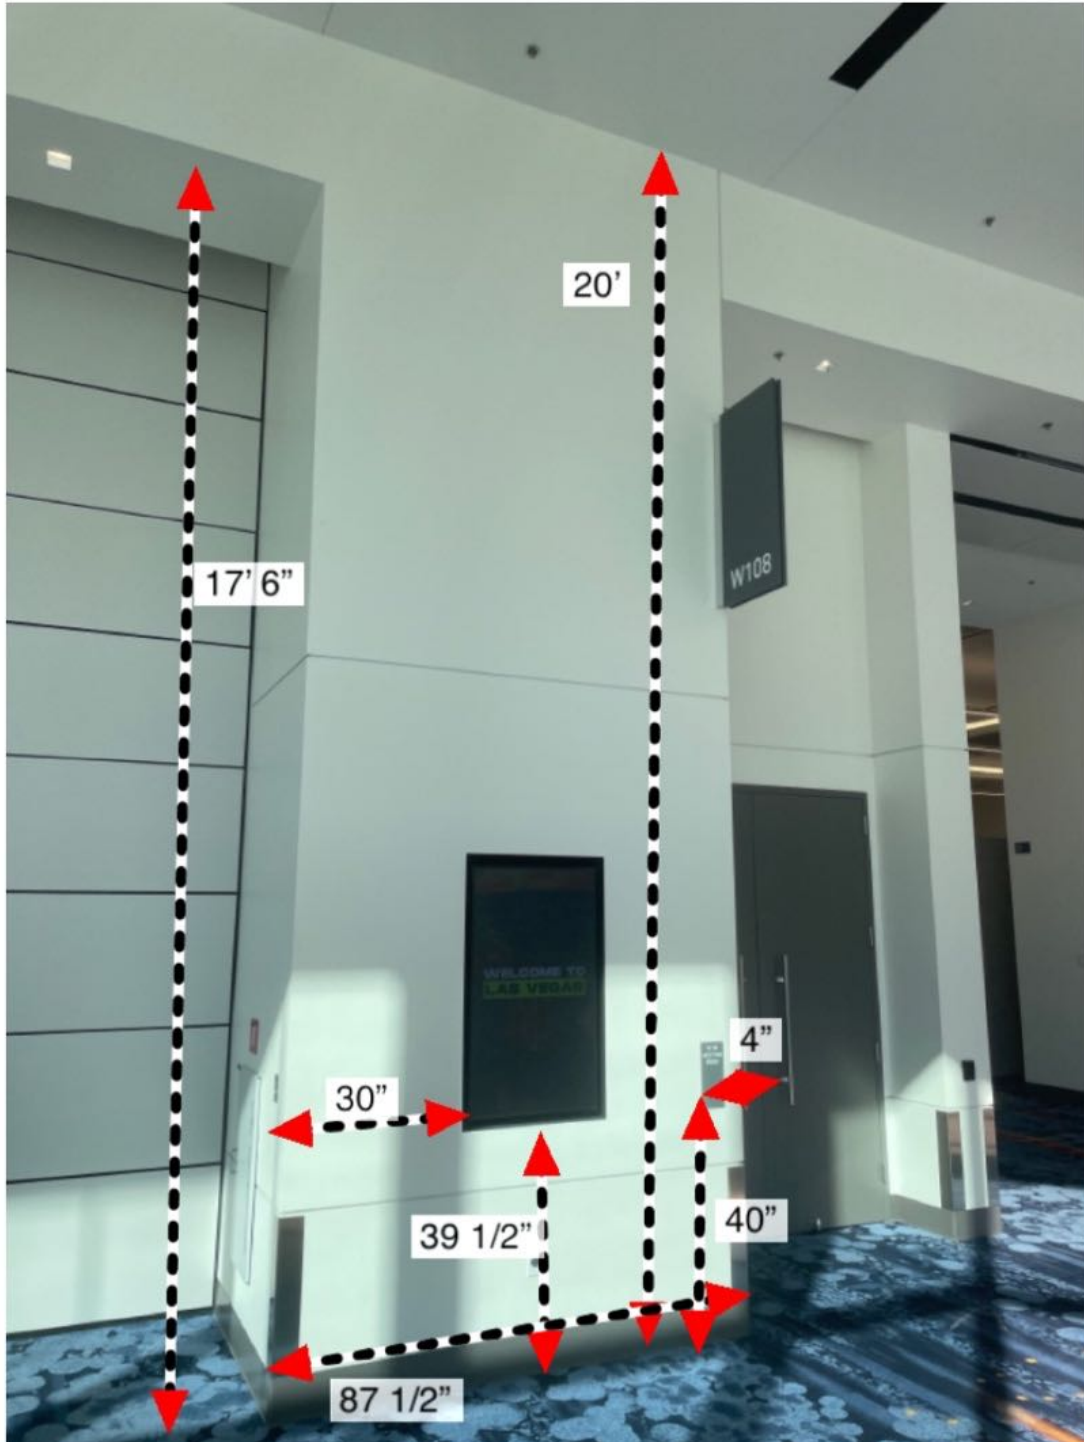 20’
17’ 6”
W108
WELCOME TO
LAS VEGAS
4”
30”
39 1/2”
40”
87 1/2”